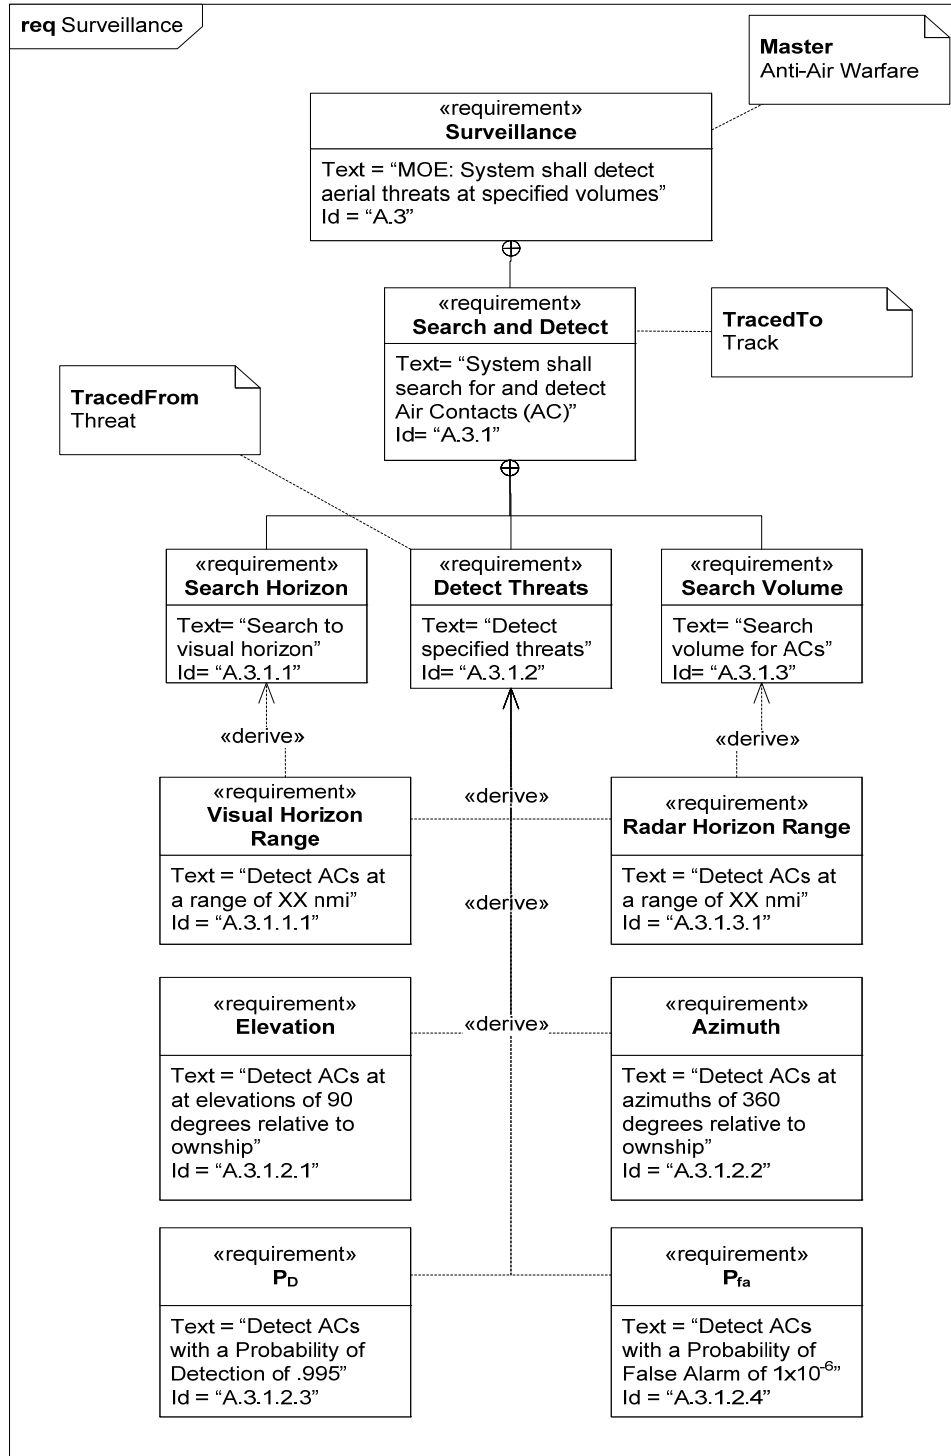 req Surveillance
Master
Anti-Air Warfare
«requirement»
Surveillance
Text = “MOE: System shall detect
aerial threats at specified volumes”
Id = “A.3”
«requirement»
Search and Detect
Text= “System shall
search for and detect
Air Contacts (AC)”
Id= “A.3.1”
TracedTo
Track
TracedFrom
Threat
«requirement»
Search Horizon
Text= “Search to
visual horizon”
Id= “A.3.1.1”
«requirement»
Detect Threats
Text= “Detect
specified threats”
Id= “A.3.1.2”
«requirement»
Search Volume
Text= “Search
volume for ACs”
Id= “A.3.1.3”
«derive»
«derive»
«derive»
«requirement»
Visual Horizon
Range
Text = “Detect ACs at
a range of XX nmi”
Id = “A.3.1.1.1”
«requirement»
Radar Horizon Range
Text = “Detect ACs at
a range of XX nmi”
Id = “A.3.1.3.1”
«derive»
«requirement»
Elevation
Text = “Detect ACs at
at elevations of 90
degrees relative to
ownship”
Id = “A.3.1.2.1”
«derive»
«requirement»
Azimuth
Text = “Detect ACs at
azimuths of 360
degrees relative to
ownship”
Id = “A.3.1.2.2”
«requirement»
P_D
Text = “Detect ACs
with a Probability of
Detection of .995”
Id = “A.3.1.2.3”
«requirement»
P_fa
Text = “Detect ACs
with a Probability of
False Alarm of 1x10⁻⁶”
Id = “A.3.1.2.4”